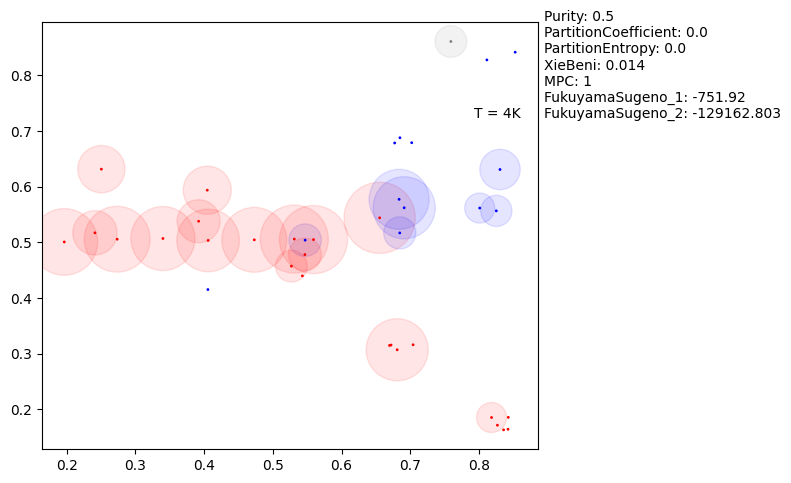 Purity: 0.5
PartitionCoefficient: 0.0
PartitionEntropy: 0.0
XieBeni: 0.014
MPC: 1
FukuyamaSugeno_1: -751.92
FukuyamaSugeno_2: -129162.803
T = 4K
0.8
0.7
0.6
0.5
0.4
0.3
0.2
0.2 0.3 0.4 0.5 0.6 0.7 0.8